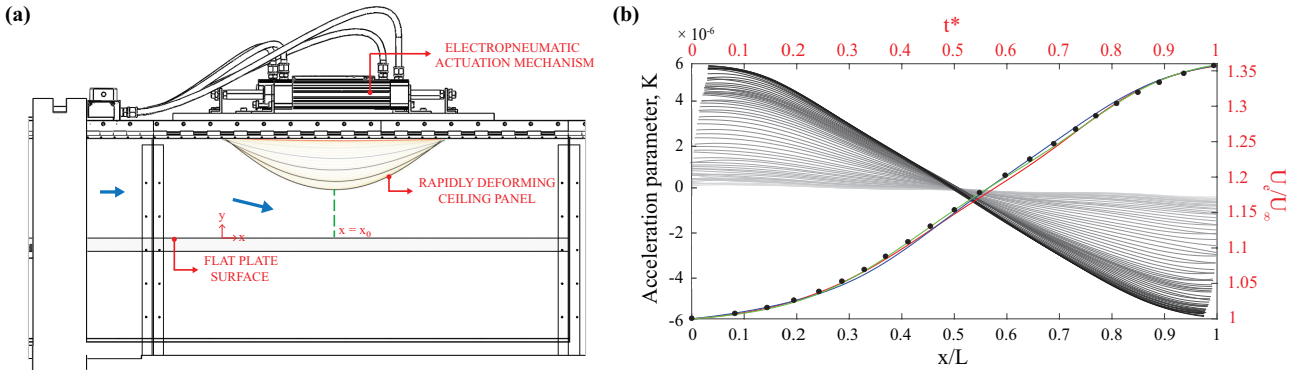 (a)
ELECTROPNEUMATIC
ACTUATION MECHANISM
RAPIDLY DEFORMING
CEILING PANEL
y
x
x = x₀
FLAT PLATE
SURFACE
(b)
t*
× 10⁻⁶
0 0.1 0.2 0.3 0.4 0.5 0.6 0.7 0.8 0.9 1
Acceleration parameter, K
6
4
2
0
-2
-4
-6
1.35
1.3
1.25
1.2
1.15
1.1
1.05
1
Uₑ/U∞
0 0.1 0.2 0.3 0.4 0.5 0.6 0.7 0.8 0.9 1
x/L